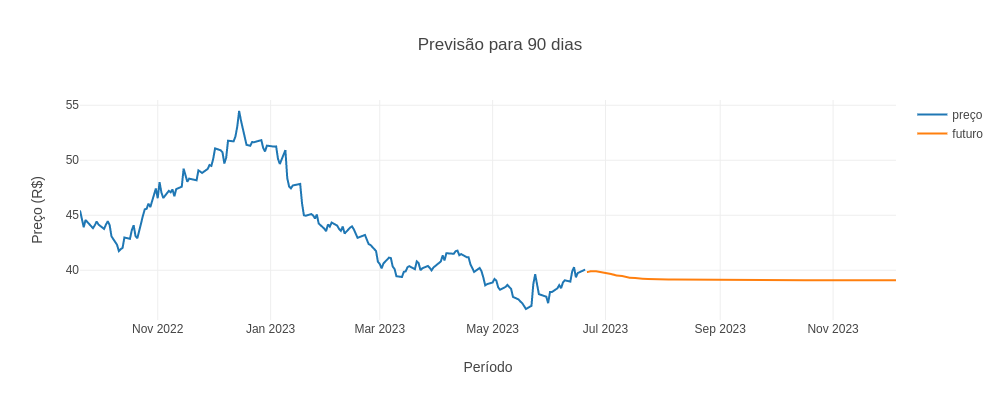 Previsão para 90 dias
55
50
45
40
Preço (R$)
Nov 2022
Jan 2023
Mar 2023
May 2023
Jul 2023
Sep 2023
Nov 2023
Período
preço
futuro